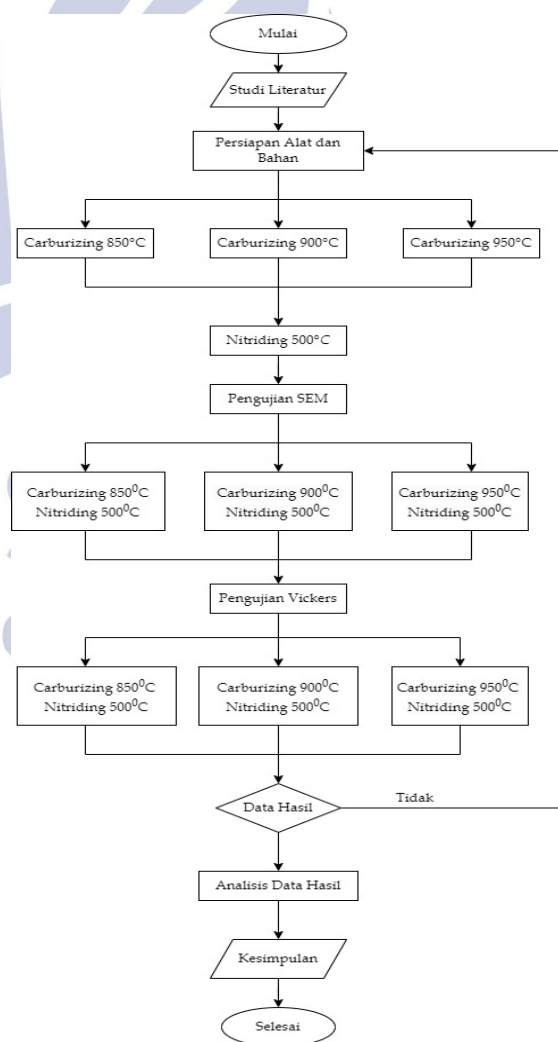 Mulai
Studi Literatur
Persiapan Alat dan
Bahan
Carburizing 850°C
Carburizing 900°C
Carburizing 950°C
Nitriding 500°C
Pengujian SEM
Carburizing 850⁰C
Nitriding 500⁰C
Carburizing 900⁰C
Nitriding 500⁰C
Carburizing 950⁰C
Nitriding 500⁰C
Pengujian Vickers
Carburizing 850⁰C
Nitriding 500⁰C
Carburizing 900⁰C
Nitriding 500⁰C
Carburizing 950⁰C
Nitriding 500⁰C
Data Hasil
Tidak
Analisis Data Hasil
Kesimpulan
Selesai